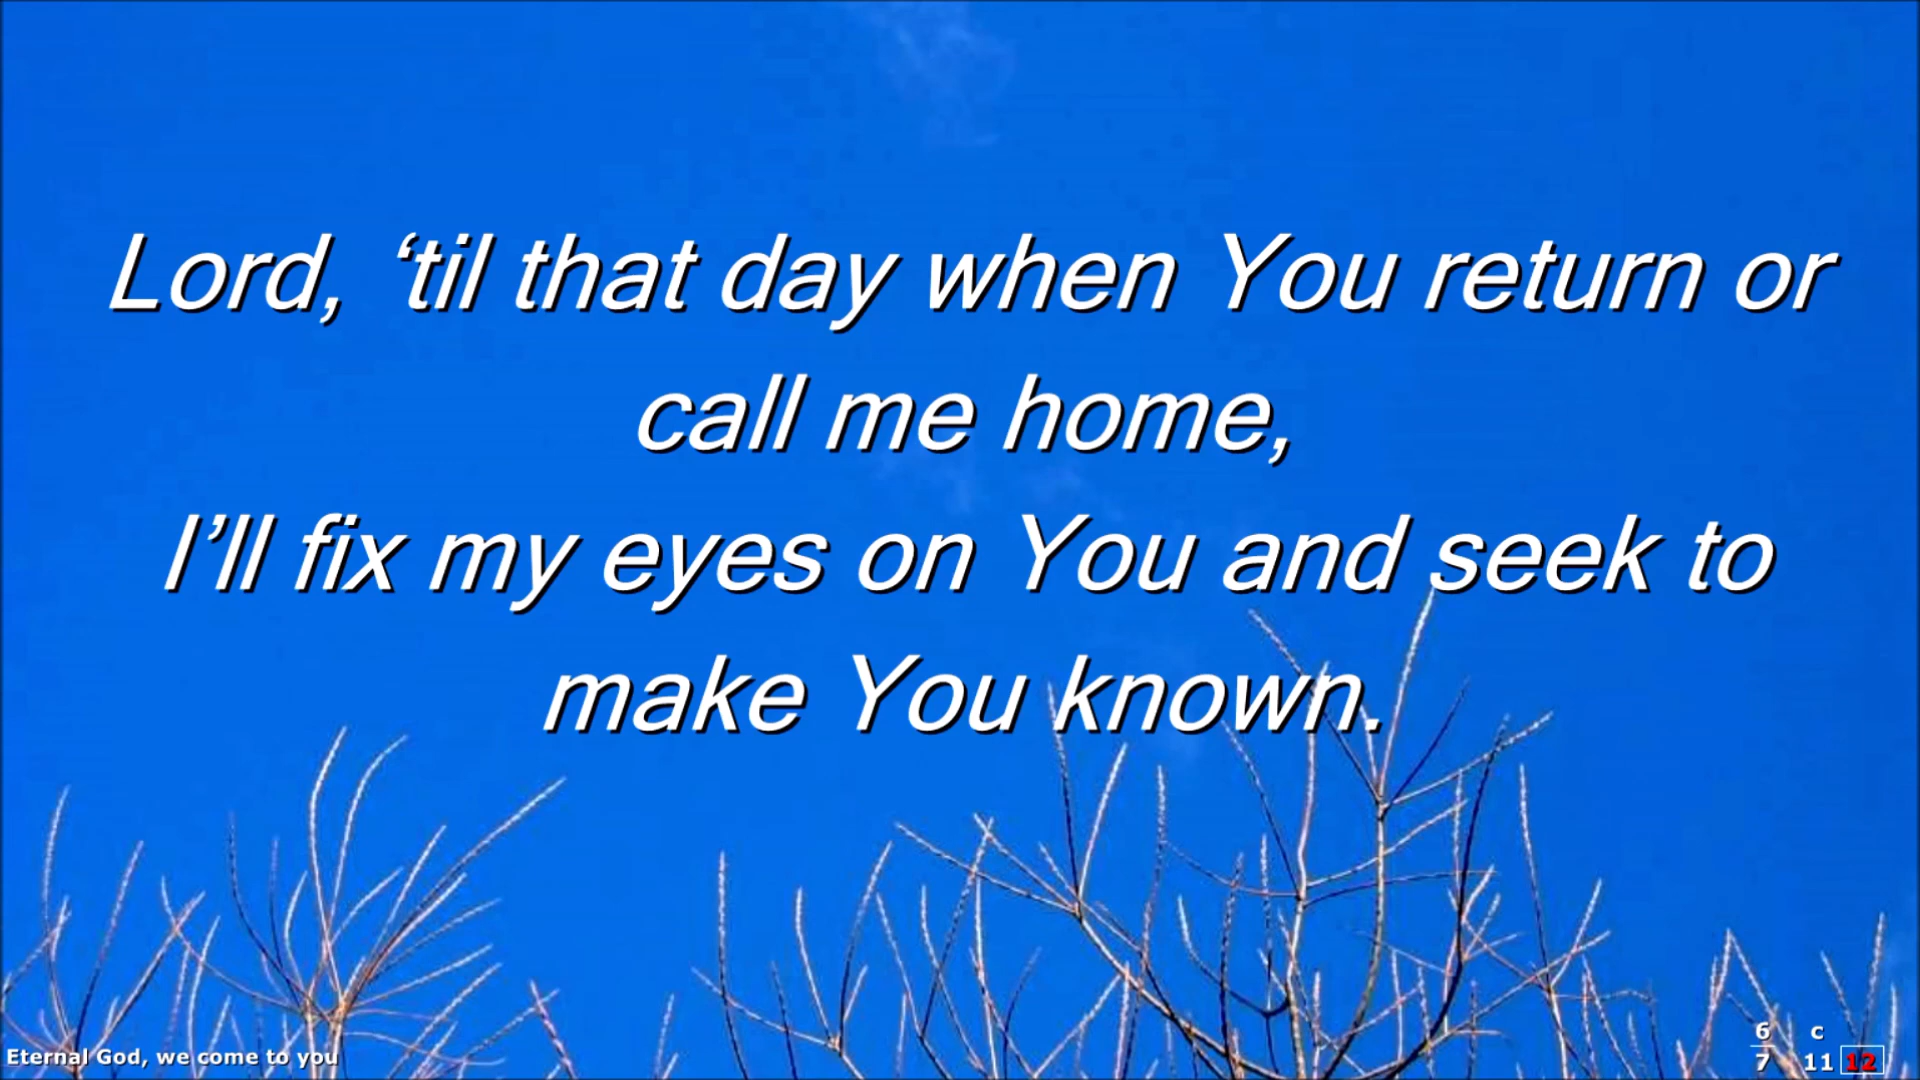 Lord, ‘til that day when You return or
call me home,
I’ll fix my eyes on You and seek to
make You known.
Eternal God, we come to you
6 c
7 11 12